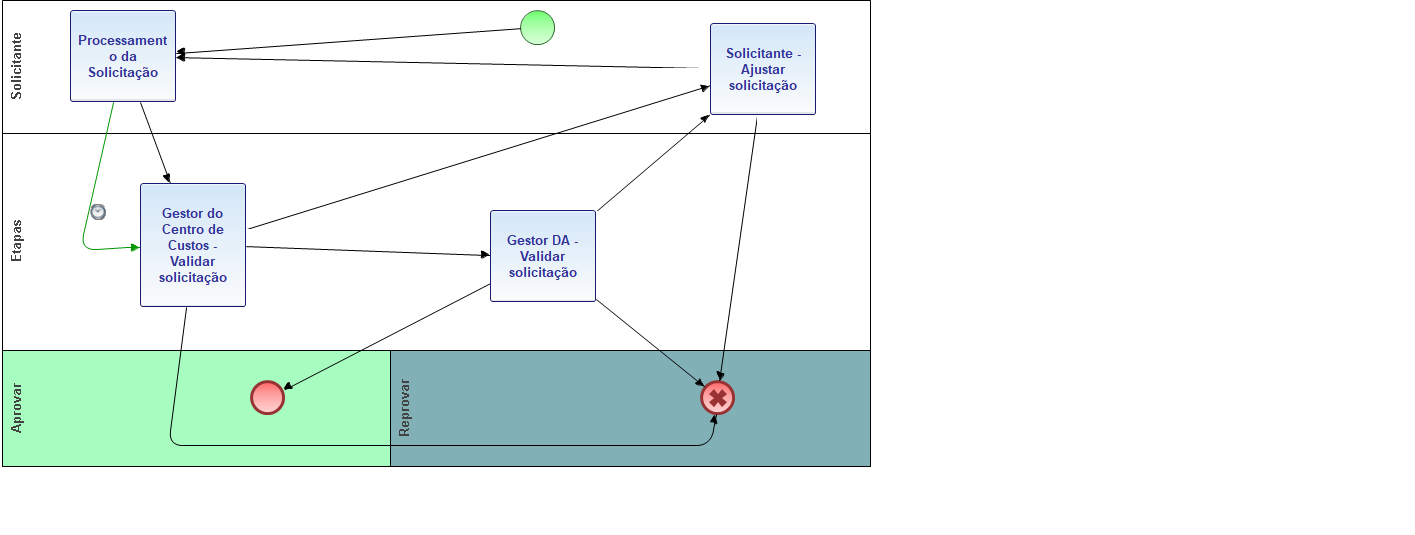 Solicitante
Processament
o da
Solicitação
Solicitante -
Ajustar
solicitação
Etapas
Gestor do
Centro de
Custos -
Validar
solicitação
Gestor DA -
Validar
solicitação
Aprovar
Reprovar